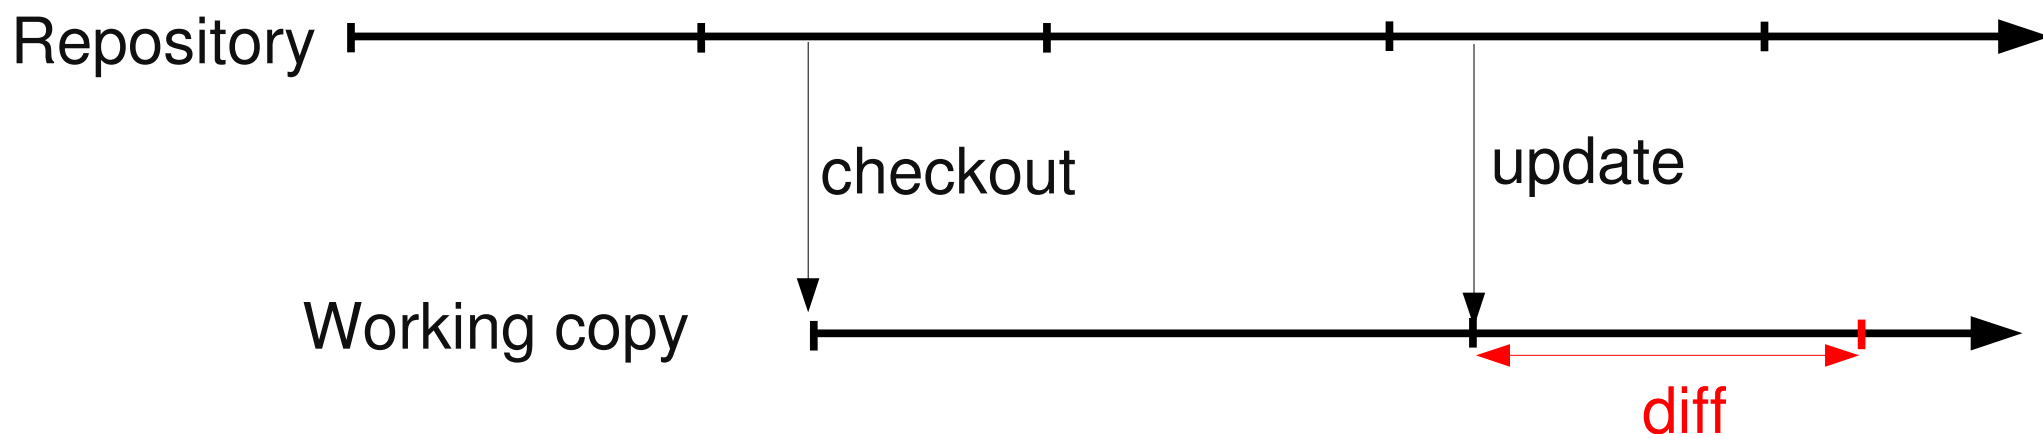 Repository
checkout
update
Working copy
diff